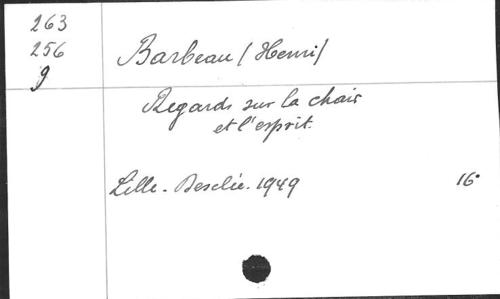 263
256
9
Barbeau (Henri)
Regards sur la chair
et l'esprit.
Lille. Desclée. 1949 16°